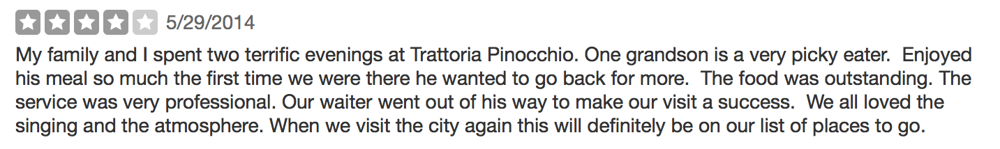 5/29/2014
My family and I spent two terrific evenings at Trattoria Pinocchio. One grandson is a very picky eater.  Enjoyed
his meal so much the first time we were there he wanted to go back for more.  The food was outstanding. The
service was very professional. Our waiter went out of his way to make our visit a success.  We all loved the
singing and the atmosphere. When we visit the city again this will definitely be on our list of places to go.